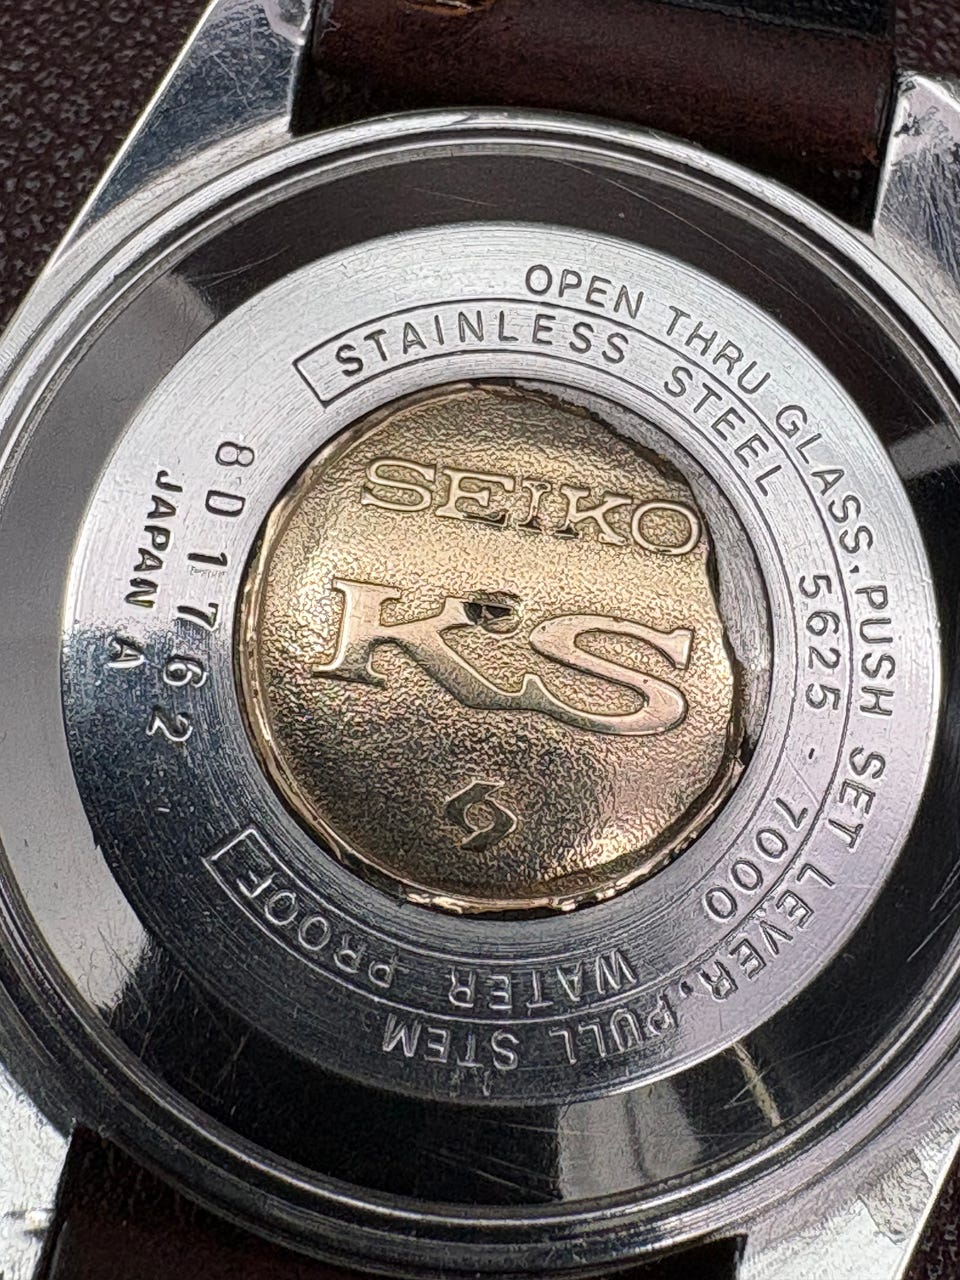 OPEN THRU GLASS. PUSH SET LEVER. PULL STEM
STAINLESS STEEL 5625-7000 WATER PROOF
SEIKO
KS
8D1762
JAPAN A